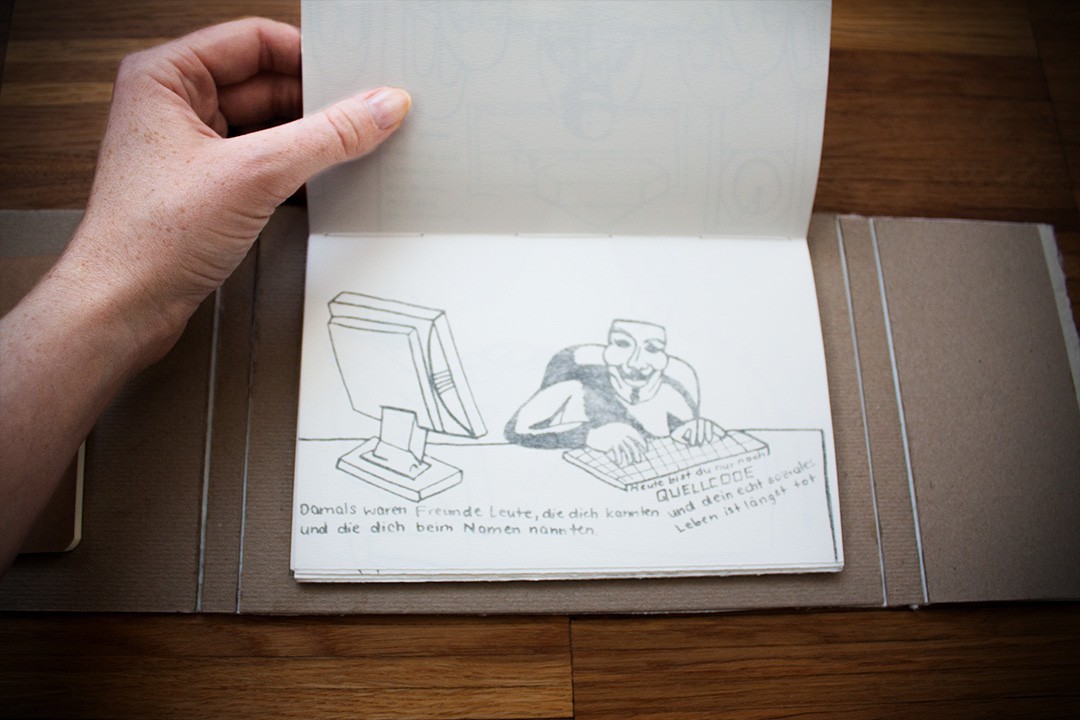 Damals waren Freunde Leute, die dich kannten
und die dich beim Namen nannten.
Heute bist du nur noch
QUELLCODE
und dein echt soziales
Leben ist längst tot